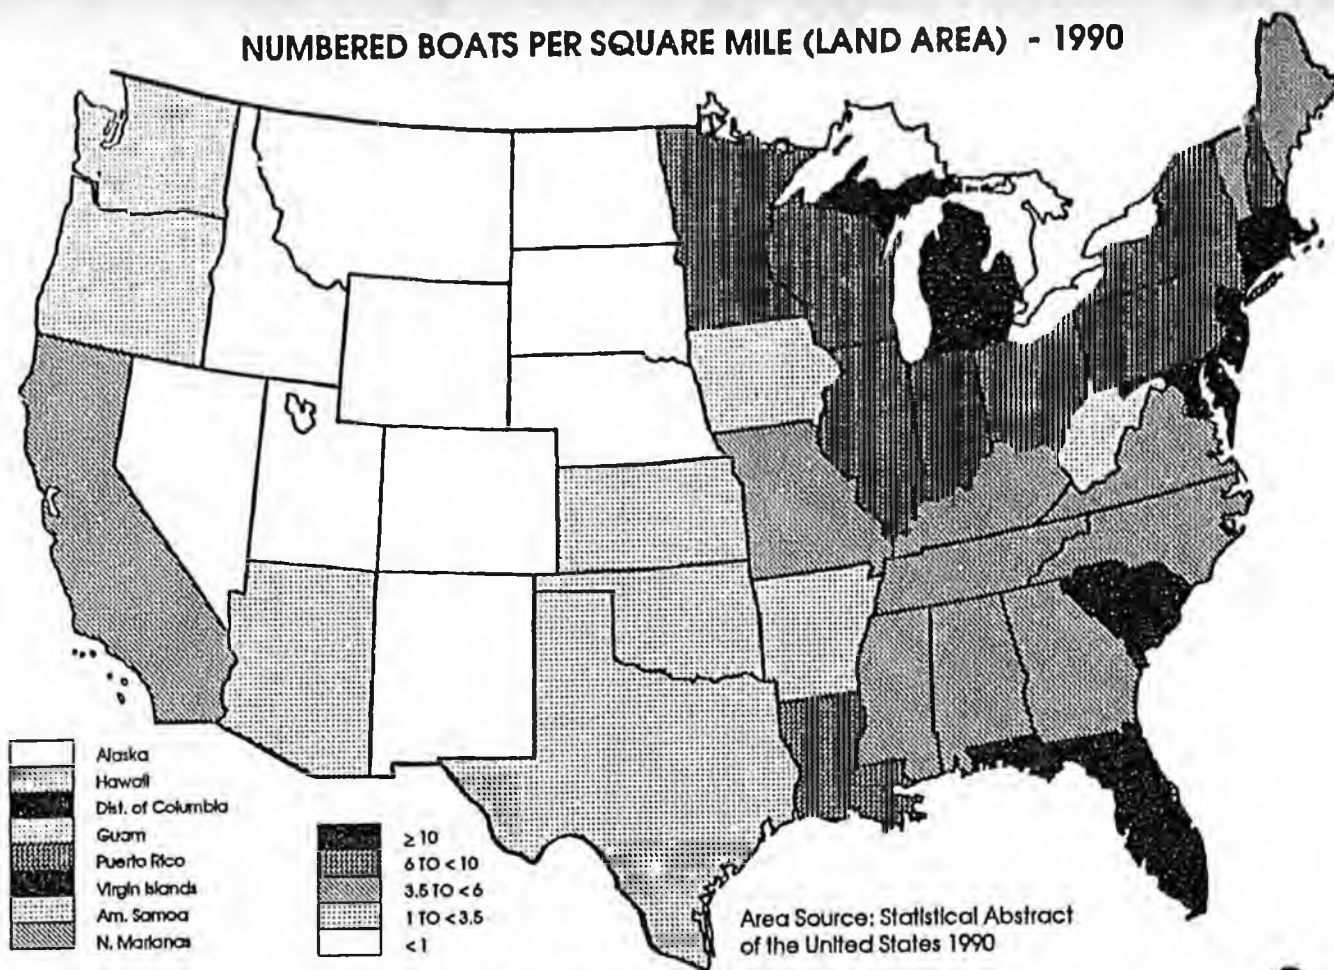 NUMBERED BOATS PER SQUARE MILE (LAND AREA) - 1990
Alaska
Hawaii
Dist. of Columbia
Guam
Puerto Rico
Virgin Islands
Am. Samoa
N. Marianas
≥ 10
6 TO < 10
3.5 TO < 6
1 TO < 3.5
< 1
Area Source: Statistical Abstract
of the United States 1990